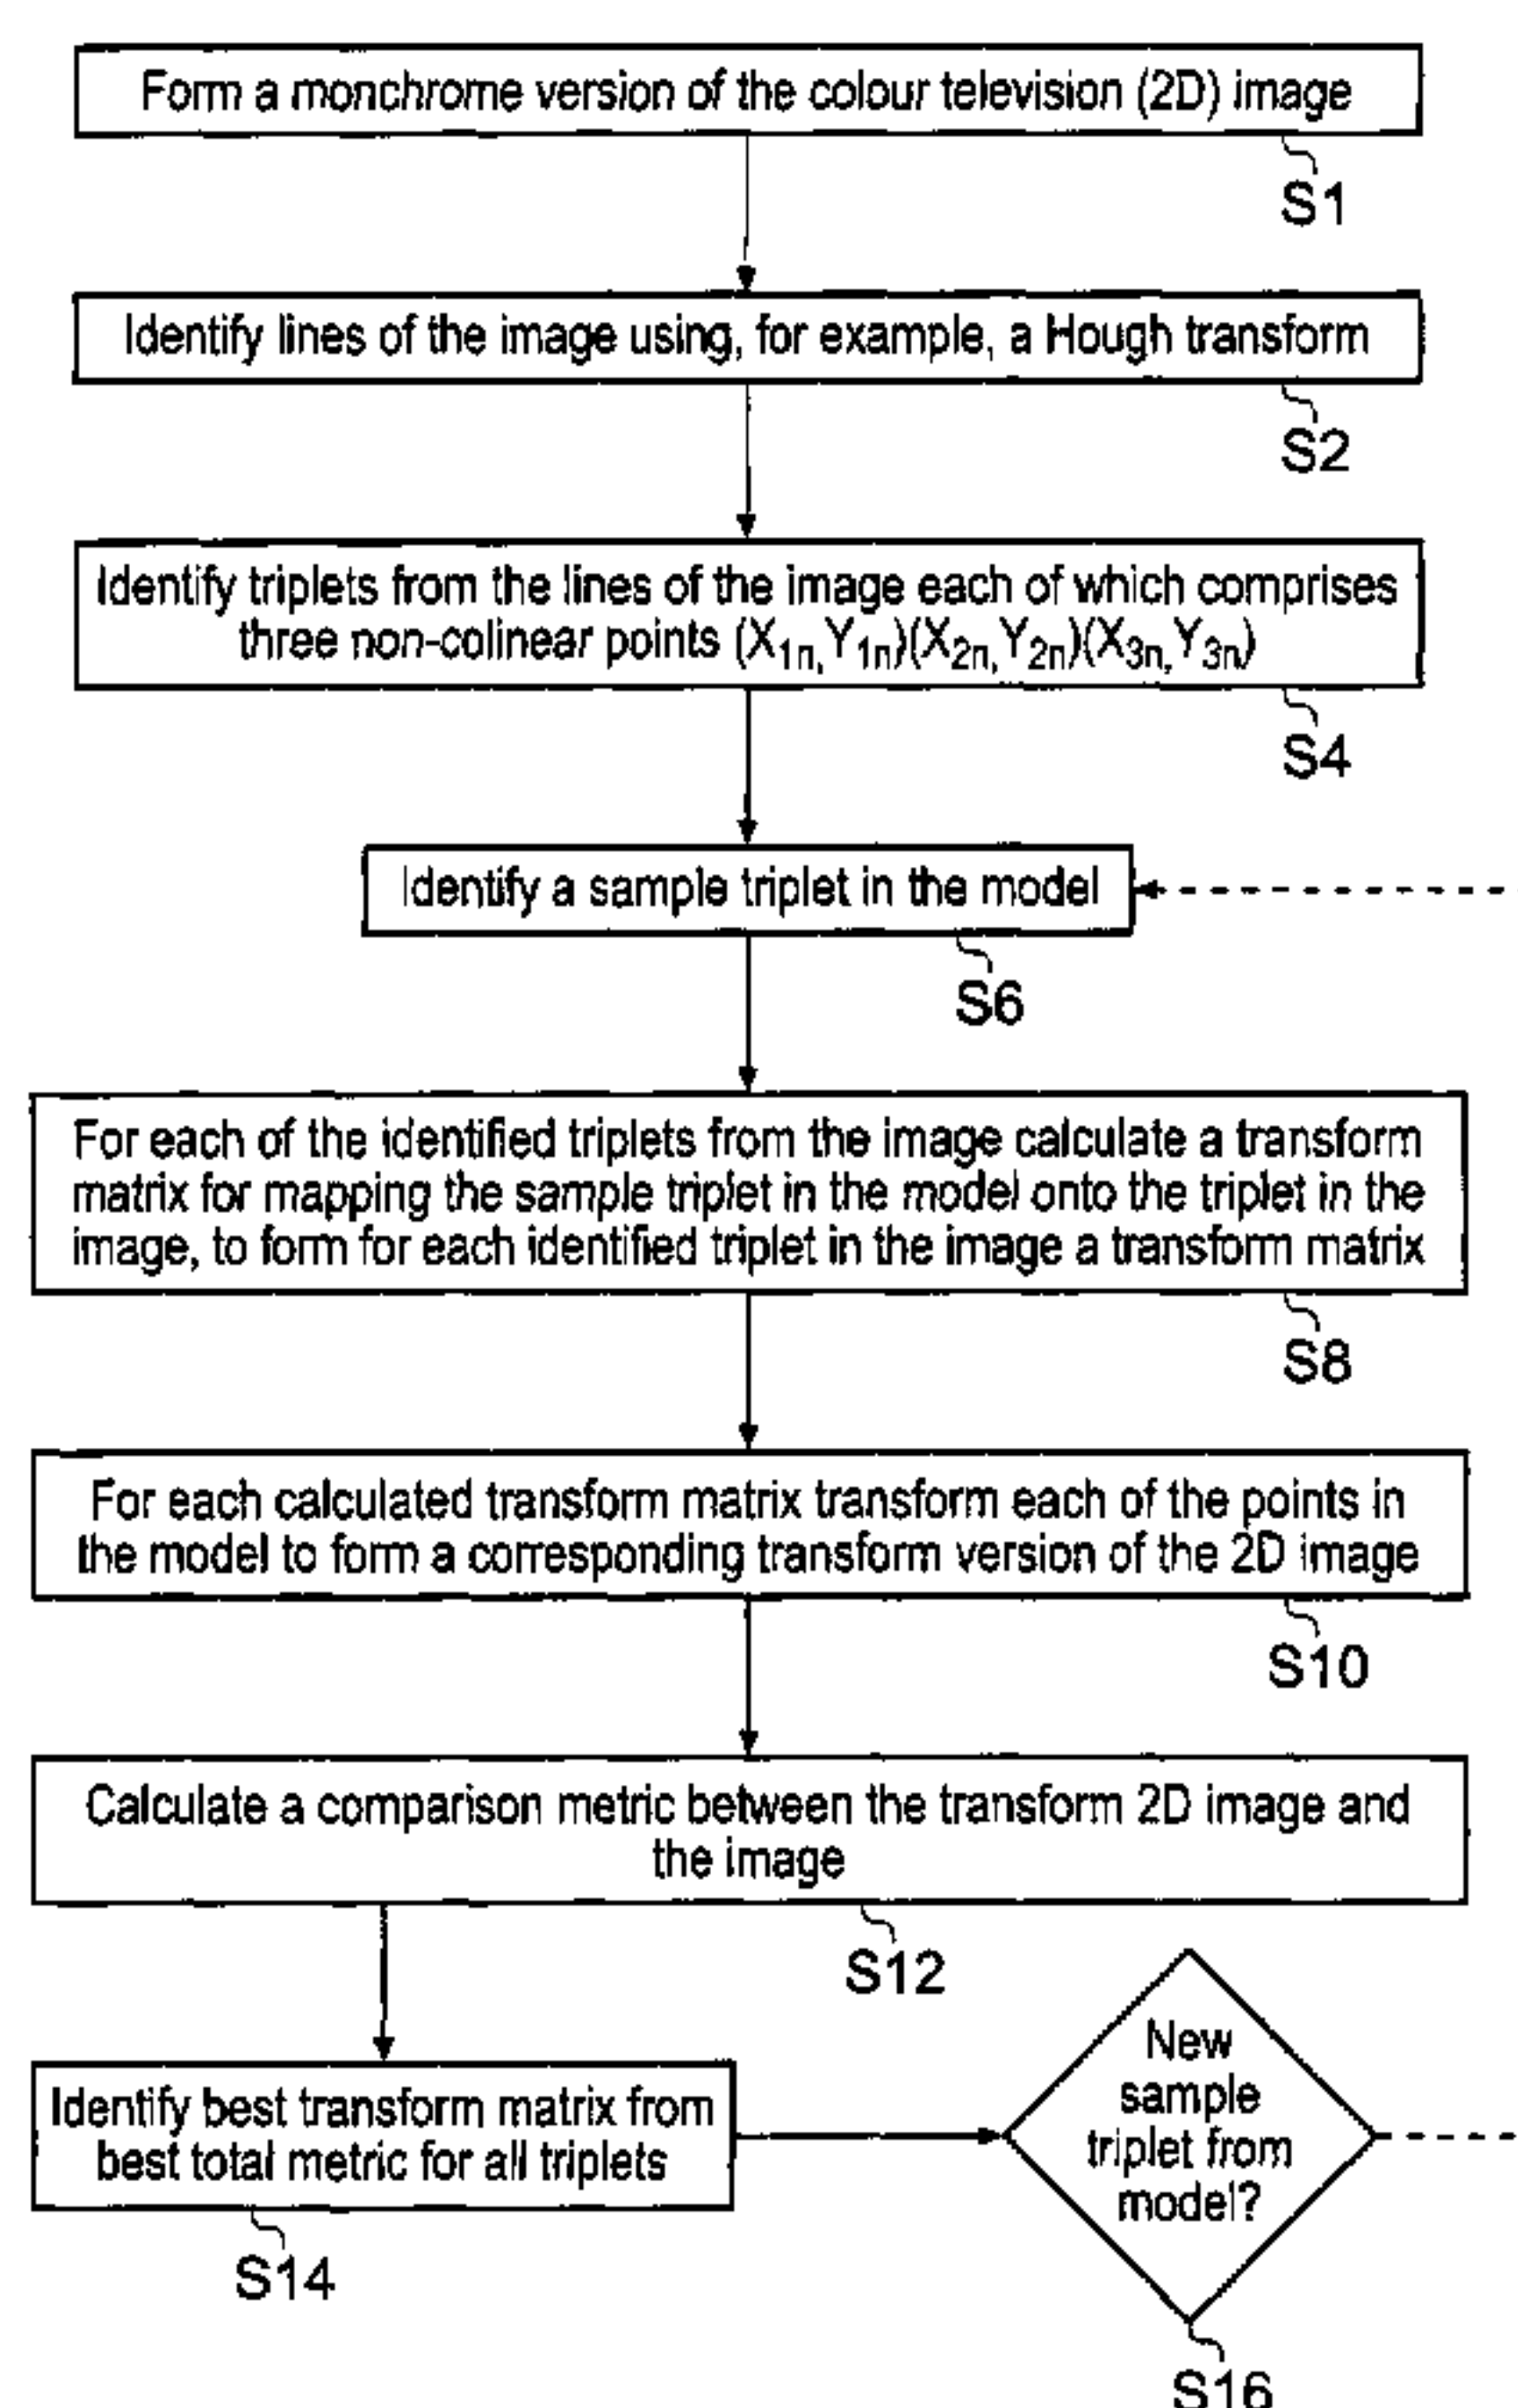 Form a monchrome version of the colour television (2D) image
S1
Identify lines of the image using, for example, a Hough transform
S2
Identify triplets from the lines of the image each of which comprises
three non-colinear points (X1n,Y1n)(X2n,Y2n)(X3n,Y3n)
S4
Identify a sample triplet in the model
S6
For each of the identified triplets from the image calculate a transform
matrix for mapping the sample triplet in the model onto the triplet in the
image, to form for each identified triplet in the image a transform matrix
S8
For each calculated transform matrix transform each of the points in
the model to form a corresponding transform version of the 2D image
S10
Calculate a comparison metric between the transform 2D image and
the image
S12
Identify best transform matrix from
best total metric for all triplets
S14
New
sample
triplet from
model?
S16